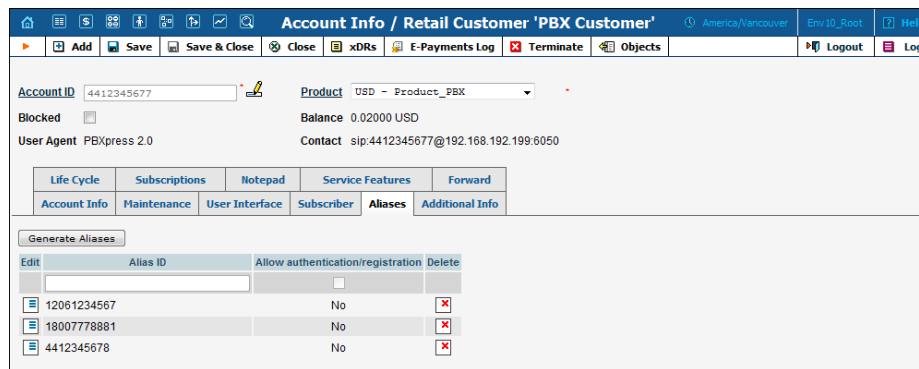 Account Info / Retail Customer 'PBX Customer' America/Vancouver Env10_Root ? Hel
Add Save Save & Close Close xDRs E-Payments Log Terminate Objects Logout Log
Account ID 4412345677 * Product USD - Product_PBX *
Blocked Balance 0.02000 USD
User Agent PBXpress 2.0 Contact sip:4412345677@192.168.192.199:6050
Life Cycle Subscriptions Notepad Service Features Forward
Account Info Maintenance User Interface Subscriber Aliases Additional Info
Generate Aliases
Edit Alias ID Allow authentication/registration Delete
12061234567 No
18007778881 No
4412345678 No